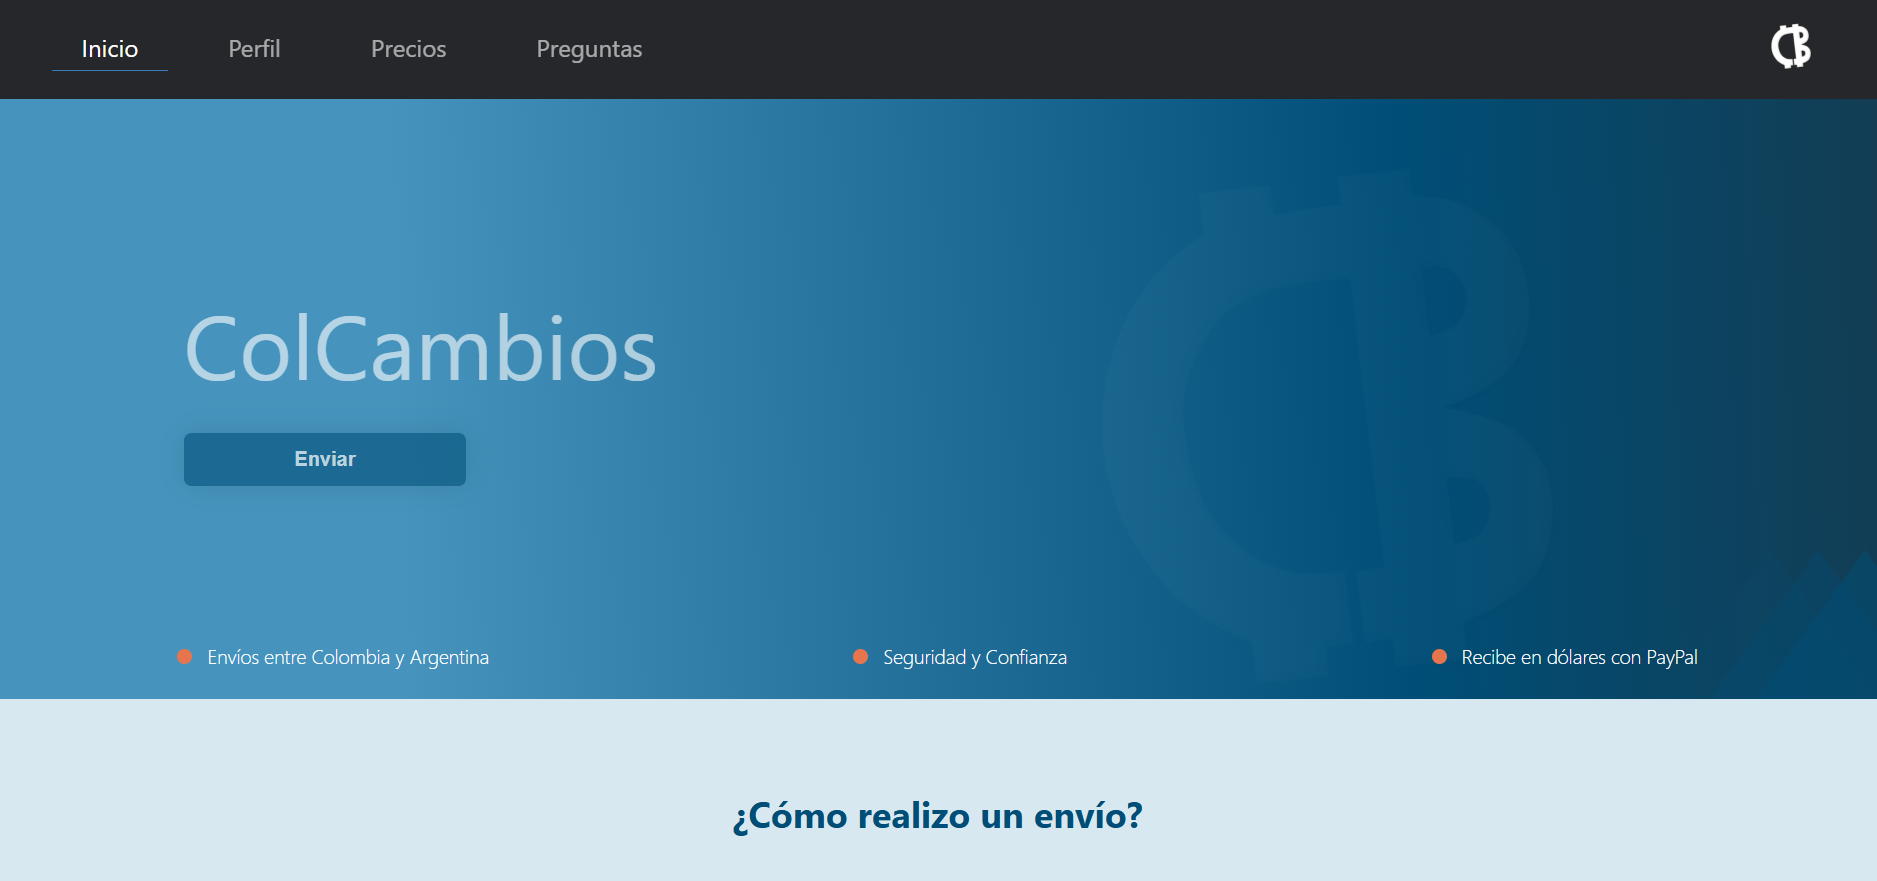 Inicio
Perfil
Precios
Preguntas
ColCambios
Enviar
Envíos entre Colombia y Argentina
Seguridad y Confianza
Recibe en dólares con PayPal
¿Cómo realizo un envío?